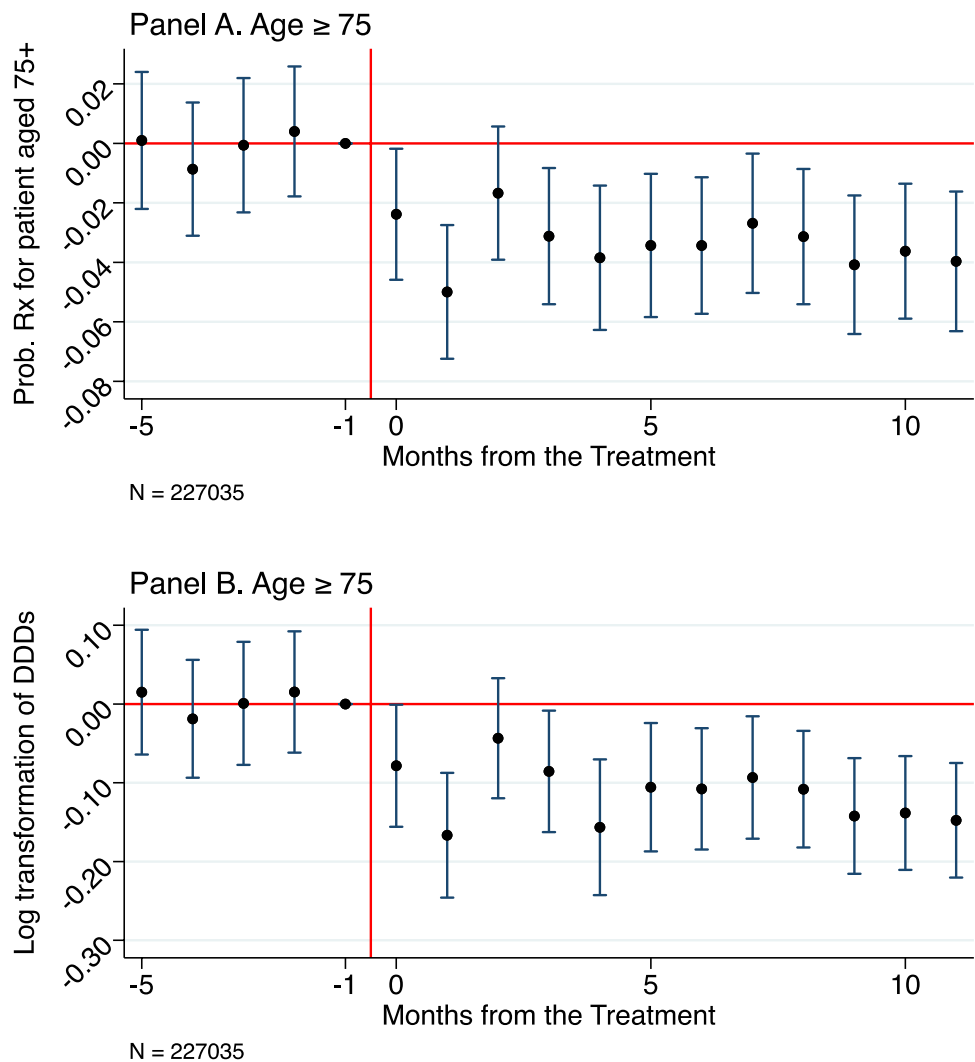 Panel A. Age ≥ 75
Prob. Rx for patient aged 75+
0.02
0.00
-0.02
-0.04
-0.06
-0.08
-5
-1
0
5
10
Months from the Treatment
N = 227035
Panel B. Age ≥ 75
Log transformation of DDDs
0.10
0.00
-0.10
-0.20
-0.30
-5
-1
0
5
10
Months from the Treatment
N = 227035